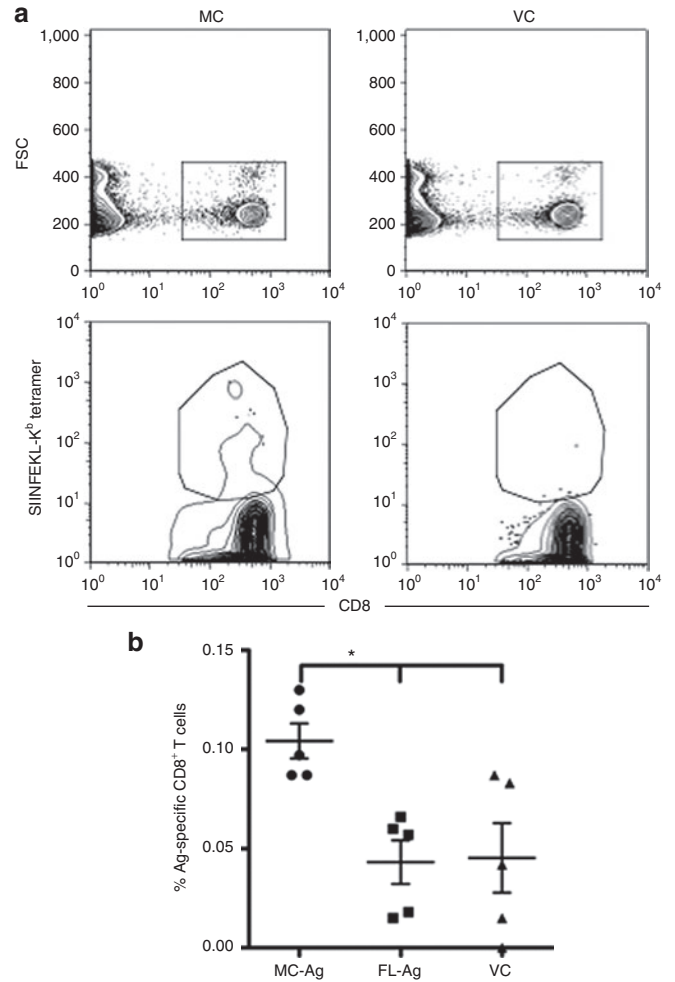 a
MC
VC
FSC
1,000
800
600
400
200
0
10⁰ 10¹ 10² 10³ 10⁴
10⁰ 10¹ 10² 10³ 10⁴
SIINFEKL-Kᵇ tetramer
10⁴
10³
10²
10¹
10⁰
10⁰ 10¹ 10² 10³ 10⁴
10⁰ 10¹ 10² 10³ 10⁴
1,000
800
600
400
200
0
10⁴
10³
10²
10¹
10⁰
CD8
b
% Ag-specific CD8⁺ T cells
0.15
0.10
0.05
0.00
*
MC-Ag FL-Ag VC